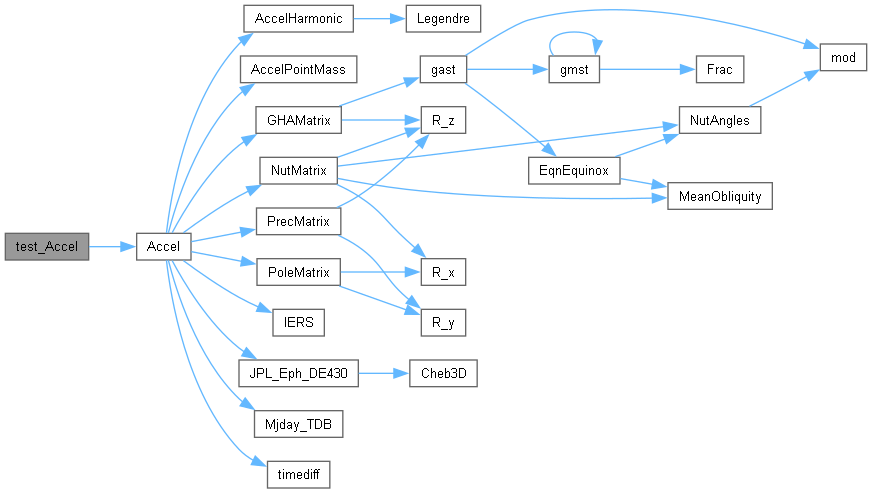 AccelHarmonic
Legendre
AccelPointMass
gast
gmst
Frac
mod
GHAMatrix
R_z
NutAngles
NutMatrix
EqnEquinox
MeanObliquity
PrecMatrix
test_Accel
Accel
PoleMatrix
R_x
IERS
R_y
JPL_Eph_DE430
Cheb3D
Mjday_TDB
timediff